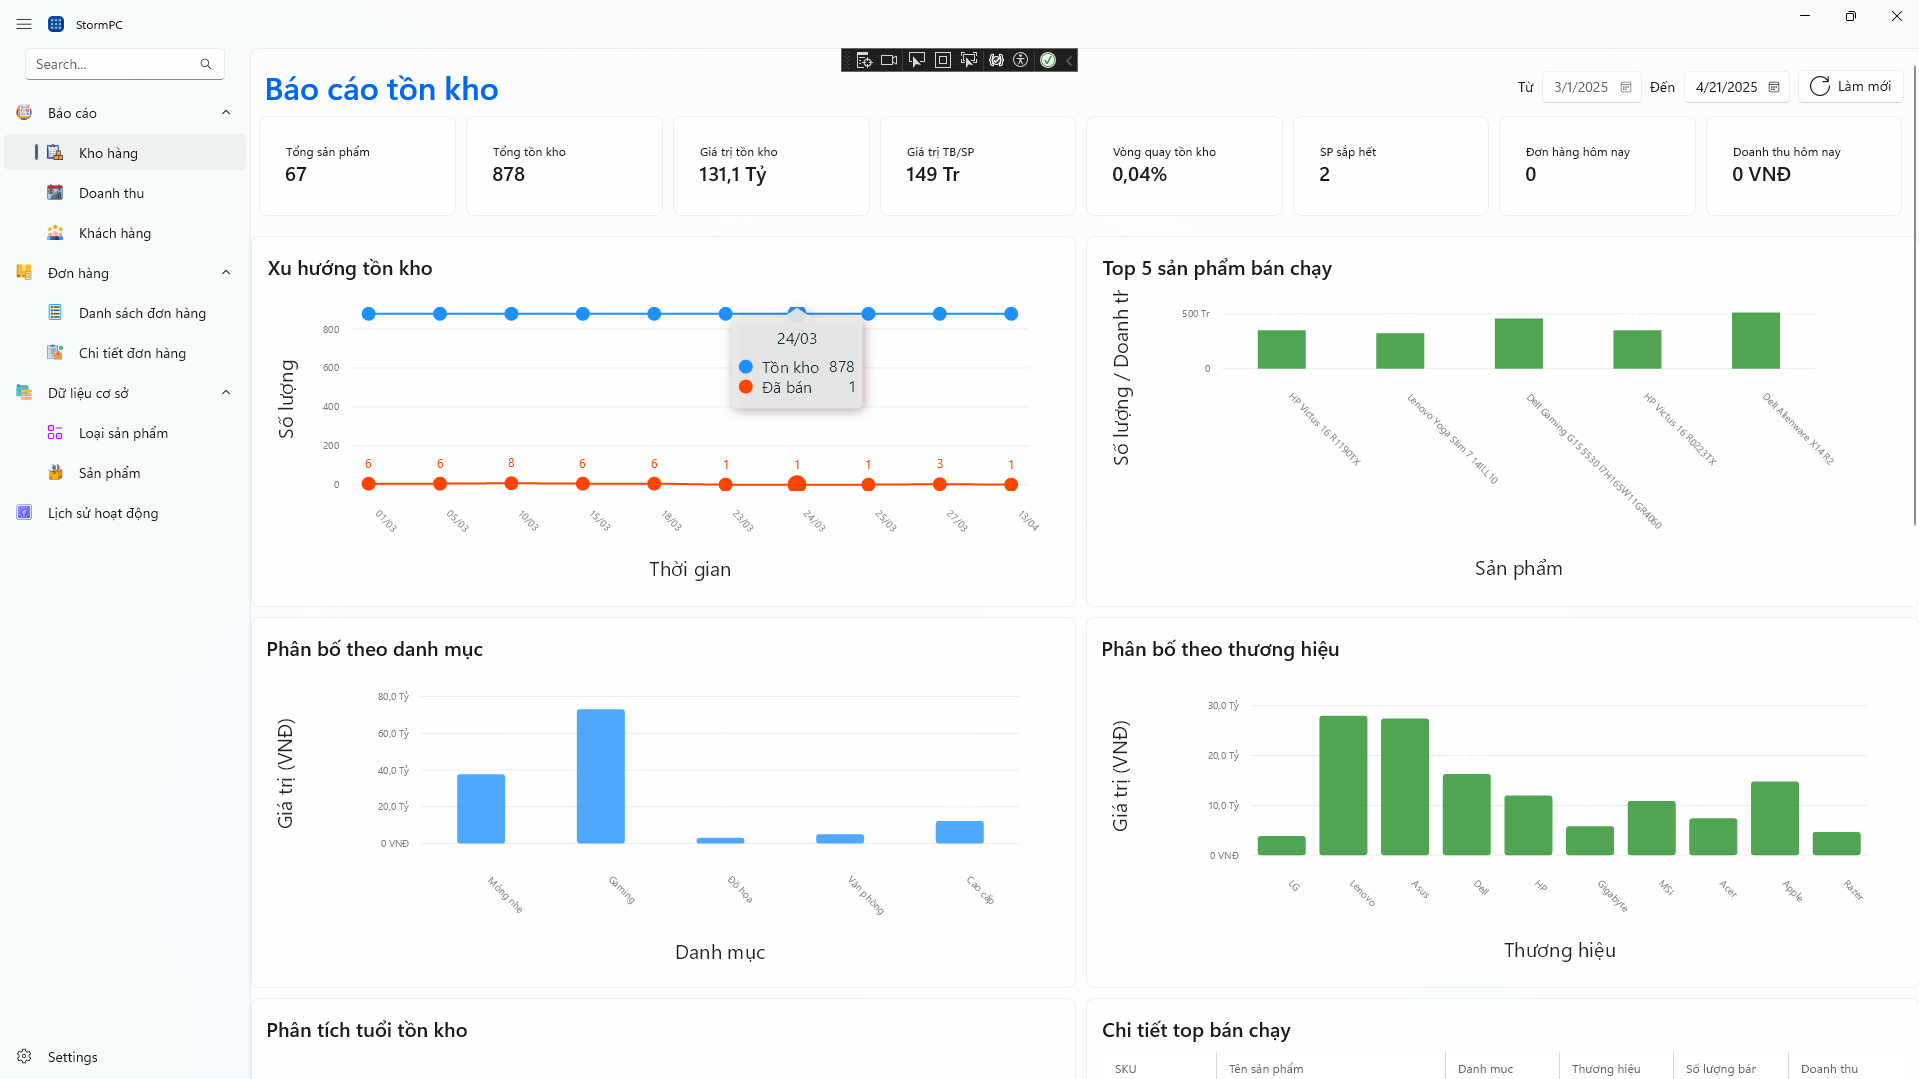 StormPC
Search...
Báo cáo
Kho hàng
Doanh thu
Khách hàng
Đơn hàng
Danh sách đơn hàng
Chi tiết đơn hàng
Dữ liệu cơ sở
Loại sản phẩm
Sản phẩm
Lịch sử hoạt động
Settings
Báo cáo tồn kho
Từ 3/1/2025 Đến 4/21/2025 Làm mới
Tổng sản phẩm
67
Tổng tồn kho
878
Giá trị tồn kho
131,1 Tỷ
Giá trị TB/SP
149 Tr
Vòng quay tồn kho
0,04%
SP sắp hết
2
Đơn hàng hôm nay
0
Doanh thu hôm nay
0 VNĐ
Xu hướng tồn kho
Số lượng
800
600
400
200
0
24/03
Tồn kho 878
Đã bán 1
6 6 8 6 6 1 1 1 3 1
01/03 05/03 10/03 15/03 18/03 23/03 24/03 25/03 27/03 13/04
Thời gian
Top 5 sản phẩm bán chạy
Số lượng / Doanh th
500 Tr
0
HP Victus 16 R1190TX
Lenovo Yoga Slim 7 14ILL10
Dell Gaming G15 5530 i7H165W11GR4060
HP Victus 16 R0223TX
Dell Alienware X14 R2
Sản phẩm
Phân bố theo danh mục
Giá trị (VNĐ)
80,0 Tỷ
60,0 Tỷ
40,0 Tỷ
20,0 Tỷ
0 VNĐ
Mỏng nhẹ Gaming Đồ họa Văn phòng Cao cấp
Danh mục
Phân bố theo thương hiệu
Giá trị (VNĐ)
30,0 Tỷ
20,0 Tỷ
10,0 Tỷ
0 VNĐ
LG Lenovo Asus Dell HP Gigabyte MSI Acer Apple Razer
Thương hiệu
Phân tích tuổi tồn kho
Chi tiết top bán chạy
SKU Tên sản phẩm Danh mục Thương hiệu Số lượng bár Doanh thu